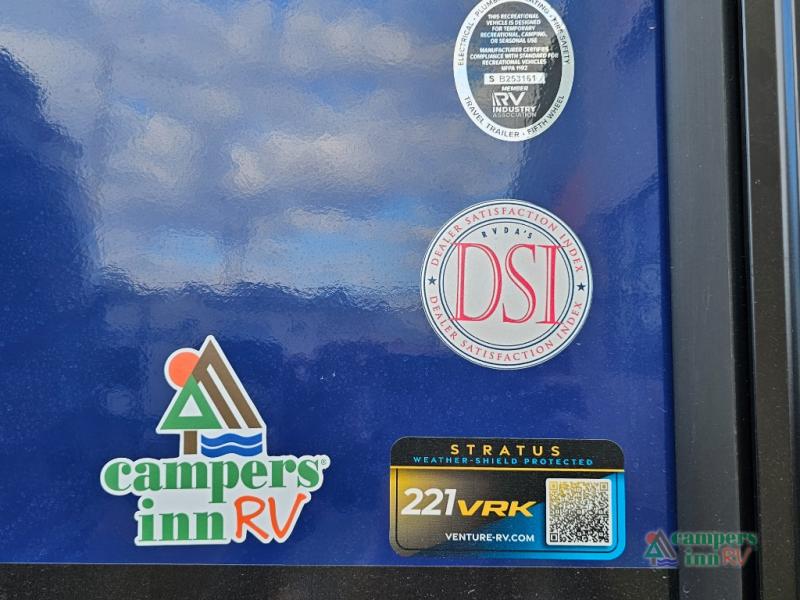 ELECTRICAL · PLUMBING · HEATING · FIRE SAFETY
THIS RECREATIONAL
VEHICLE IS DESIGNED
FOR TEMPORARY
RECREATIONAL, CAMPING,
OR SEASONAL USE
MANUFACTURER CERTIFIES
COMPLIANCE WITH STANDARD FOR
RECREATIONAL VEHICLES
NFPA 1192
S B253161
MEMBER
RV
INDUSTRY
ASSOCIATION
TRAVEL TRAILER · FIFTH WHEEL
DEALER SATISFACTION INDEX
RVDA'S
DSI
DEALER SATISFACTION INDEX
campers®
inn RV
STRATUS
WEATHER-SHIELD PROTECTED
221 VRK
VENTURE-RV.COM
campers
inn RV